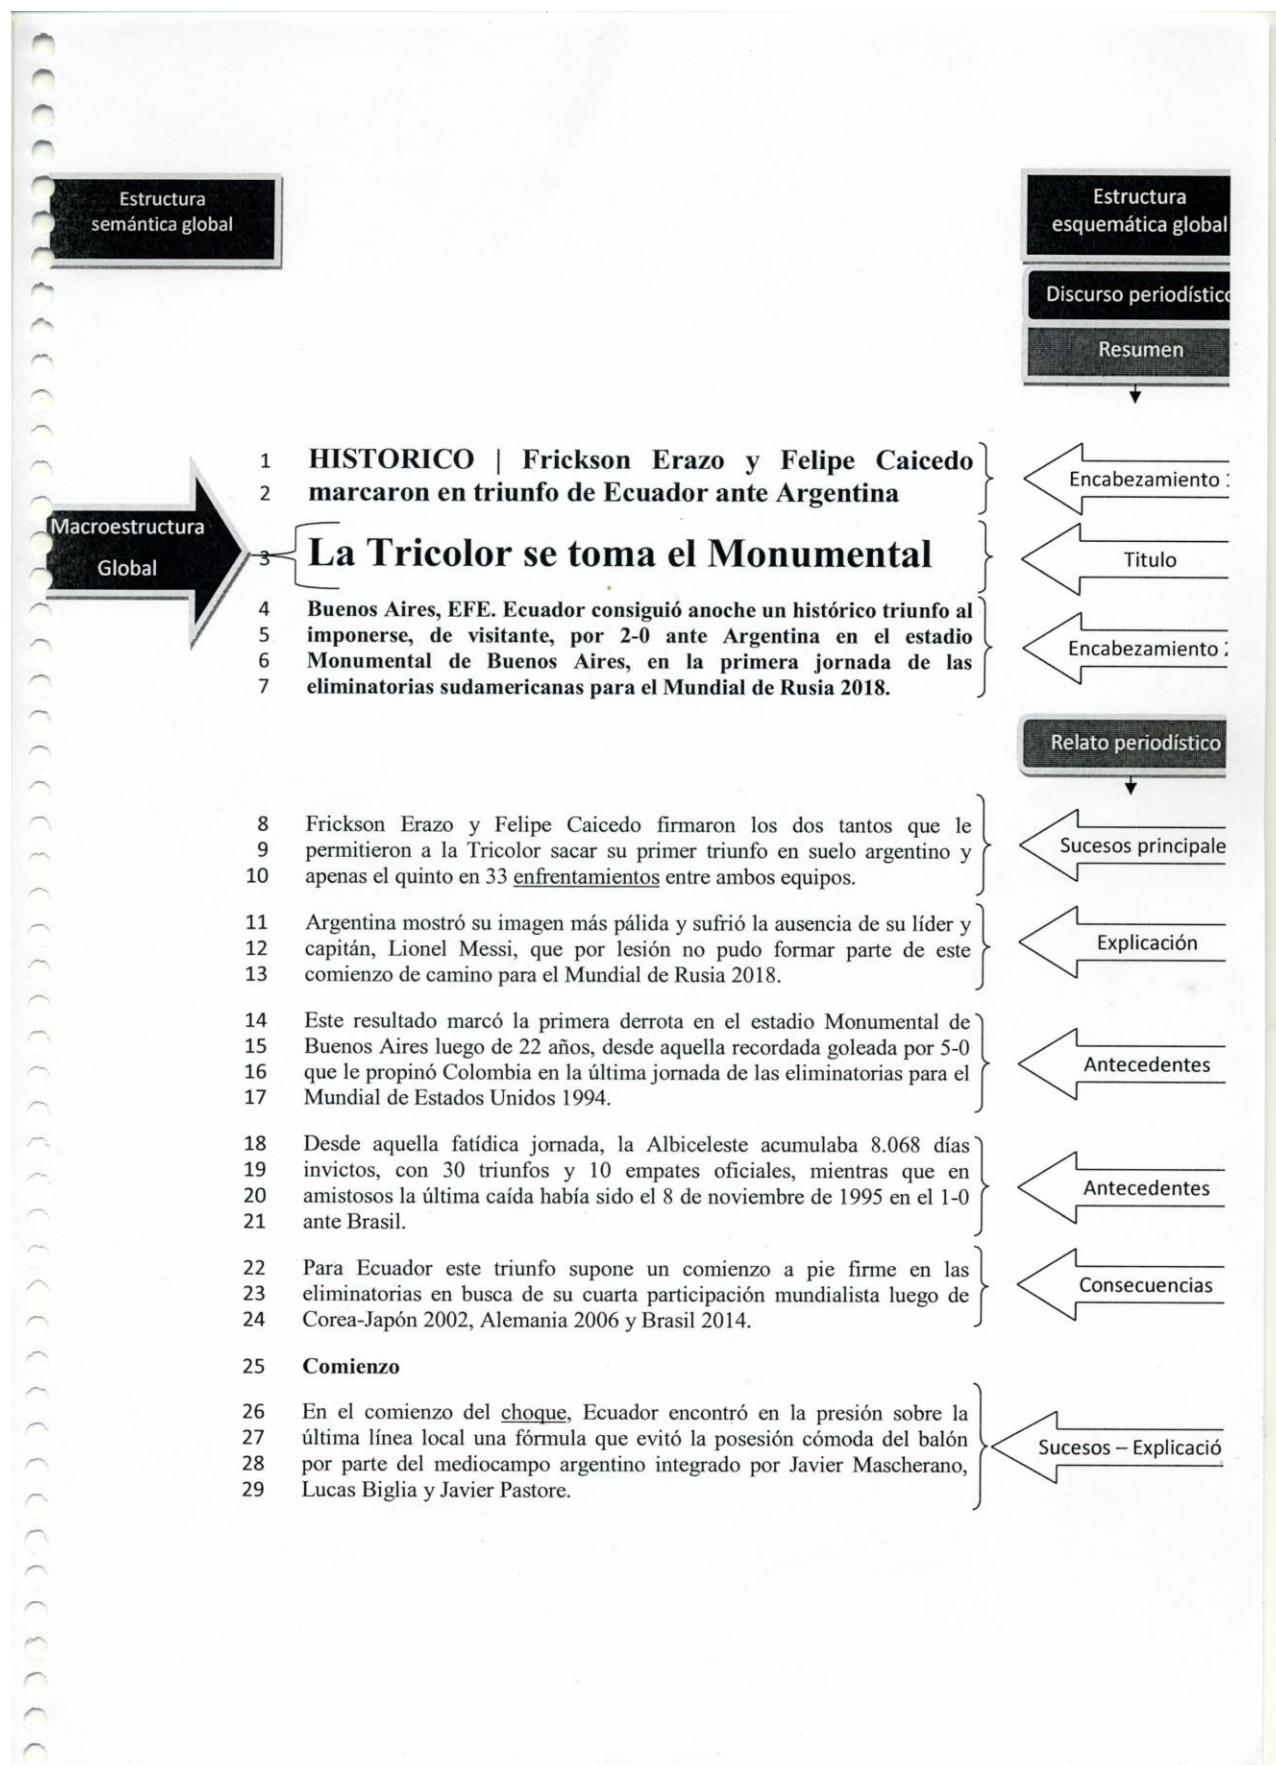 Estructura
semántica global
Estructura
esquemática global
Discurso periodístico
Resumen
1 HISTORICO | Frickson Erazo y Felipe Caicedo
2 marcaron en triunfo de Ecuador ante Argentina
Encabezamiento
Macroestructura
Global
3 La Tricolor se toma el Monumental
Titulo
4 Buenos Aires, EFE. Ecuador consiguió anoche un histórico triunfo al
5 imponerse, de visitante, por 2-0 ante Argentina en el estadio
6 Monumental de Buenos Aires, en la primera jornada de las
7 eliminatorias sudamericanas para el Mundial de Rusia 2018.
Encabezamiento
Relato periodístico
8 Frickson Erazo y Felipe Caicedo firmaron los dos tantos que le
9 permitieron a la Tricolor sacar su primer triunfo en suelo argentino y
10 apenas el quinto en 33 enfrentamientos entre ambos equipos.
Sucesos principale
11 Argentina mostró su imagen más pálida y sufrió la ausencia de su líder y
12 capitán, Lionel Messi, que por lesión no pudo formar parte de este
13 comienzo de camino para el Mundial de Rusia 2018.
Explicación
14 Este resultado marcó la primera derrota en el estadio Monumental de
15 Buenos Aires luego de 22 años, desde aquella recordada goleada por 5-0
16 que le propinó Colombia en la última jornada de las eliminatorias para el
17 Mundial de Estados Unidos 1994.
Antecedentes
18 Desde aquella fatídica jornada, la Albiceleste acumulaba 8.068 días
19 invictos, con 30 triunfos y 10 empates oficiales, mientras que en
20 amistosos la última caída había sido el 8 de noviembre de 1995 en el 1-0
21 ante Brasil.
Antecedentes
22 Para Ecuador este triunfo supone un comienzo a pie firme en las
23 eliminatorias en busca de su cuarta participación mundialista luego de
24 Corea-Japón 2002, Alemania 2006 y Brasil 2014.
Consecuencias
25 Comienzo
26 En el comienzo del choque, Ecuador encontró en la presión sobre la
27 última línea local una fórmula que evitó la posesión cómoda del balón
28 por parte del mediocampo argentino integrado por Javier Mascherano,
29 Lucas Biglia y Javier Pastore.
Sucesos – Explicació